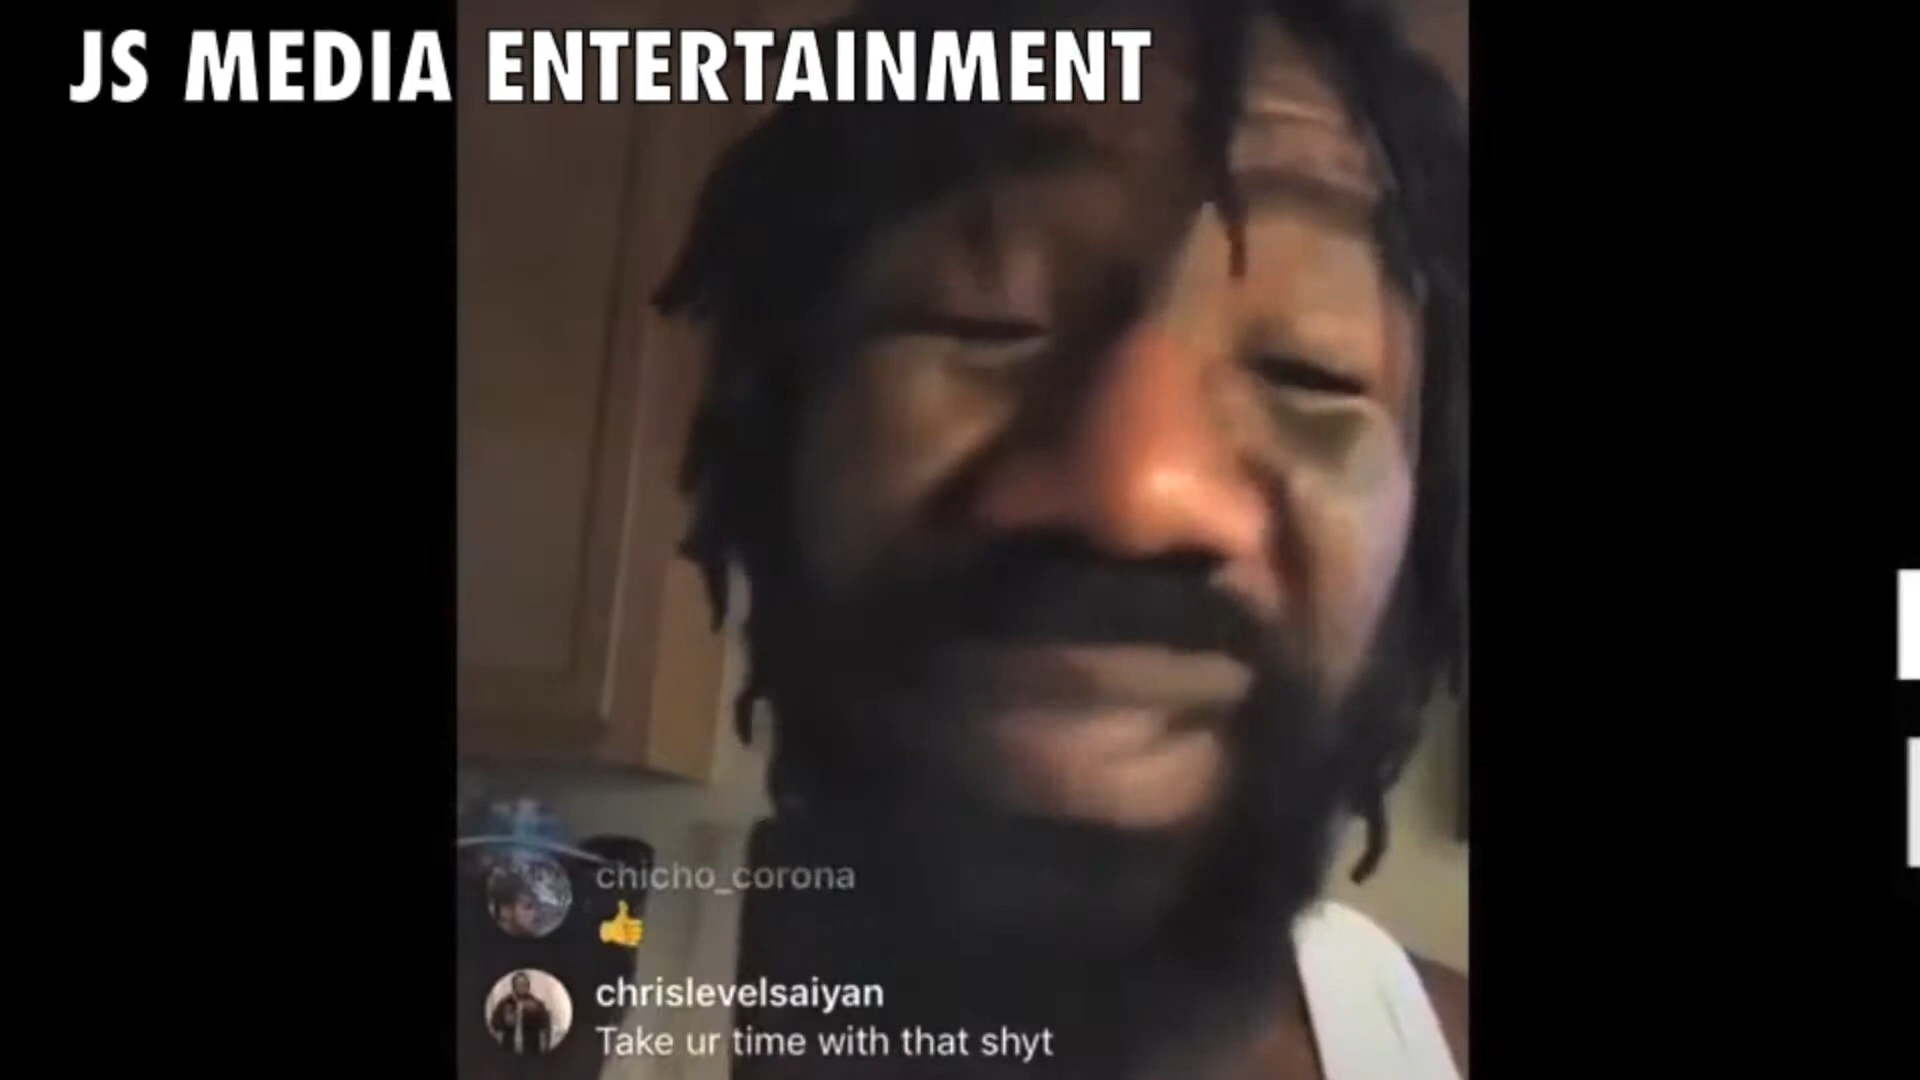 JS MEDIA ENTERTAINMENT
chicho_corona
👍
chrislevelsaiyan
Take ur time with that shyt